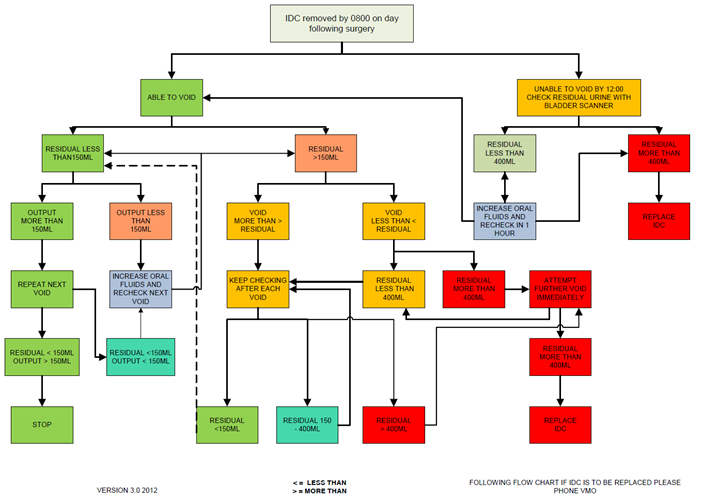 IDC removed by 0800 on day
following surgery
ABLE TO VOID
UNABLE TO VOID BY 12:00
CHECK RESIDUAL URINE WITH
BLADDER SCANNER
RESIDUAL LESS
THAN150ML
RESIDUAL
>150ML
RESIDUAL
LESS THAN
400ML
RESIDUAL
MORE THAN
400ML
OUTPUT
MORE THAN
150ML
OUTPUT LESS
THAN
150ML
VOID
MORE THAN >
RESIDUAL
VOID
LESS THAN <
RESIDUAL
INCREASE ORAL
FLUIDS AND
RECHECK IN 1
HOUR
REPLACE
IDC
REPEAT NEXT
VOID
INCREASE ORAL
FLUIDS AND
RECHECK NEXT
VOID
KEEP CHECKING
AFTER EACH
VOID
RESIDUAL
LESS THAN
400ML
RESIDUAL
MORE THAN
400ML
ATTEMPT
FURTHER VOID
IMMEDIATELY
RESIDUAL < 150ML
OUTPUT > 150ML
RESIDUAL <150ML
OUTPUT < 150ML
RESIDUAL
MORE THAN
400ML
STOP
RESIDUAL
<150ML
RESIDUAL 150
- 400ML
RESIDUAL
> 400ML
REPLACE
IDC
VERSION 3.0 2012
< = LESS THAN
> = MORE THAN
FOLLOWING FLOW CHART IF IDC IS TO BE REPLACED PLEASE
PHONE VMO